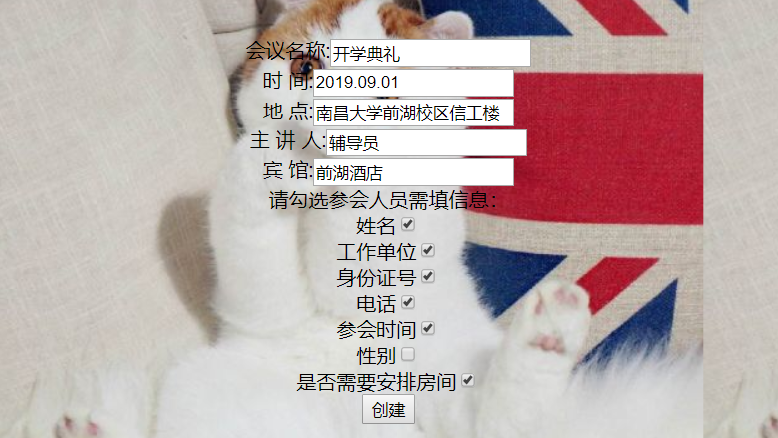 会议名称:开学典礼
时 间:2019.09.01
地 点:南昌大学前湖校区信工楼
主 讲 人:辅导员
宾 馆:前湖酒店
请勾选参会人员需填信息：
姓名
工作单位
身份证号
电话
参会时间
性别
是否需要安排房间
创建